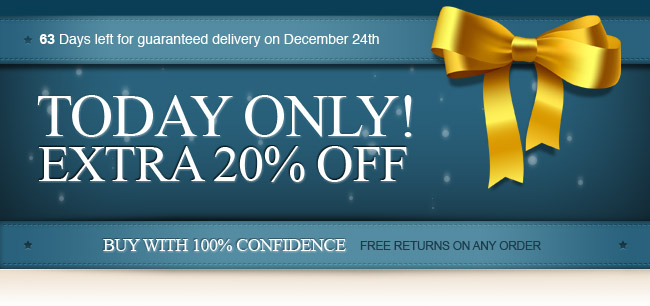 63 Days left for guaranteed delivery on December 24th
TODAY ONLY!
EXTRA 20% OFF
BUY WITH 100% CONFIDENCE FREE RETURNS ON ANY ORDER